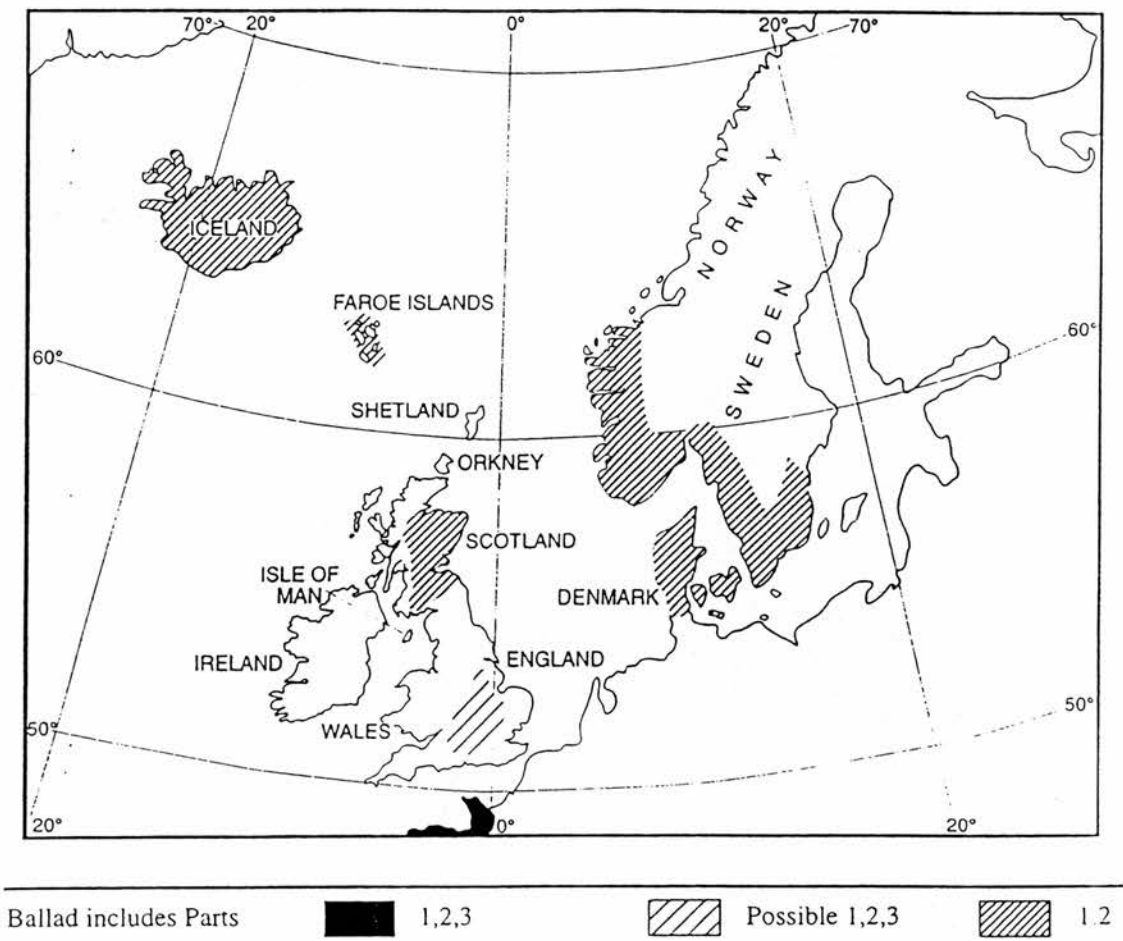 70° 20° 0° 20° 70°
NORWAY
ICELAND
SWEDEN
FAROE ISLANDS
60° 60°
SHETLAND
ORKNEY
SCOTLAND
ISLE OF
MAN
DENMARK
IRELAND
ENGLAND
WALES
50° 50°
20° 0° 20°
Ballad includes Parts 1,2,3 Possible 1,2,3 1.2